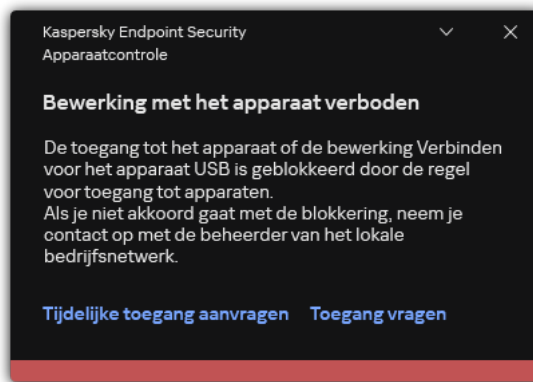 Kaspersky Endpoint Security
Apparaatcontrole
Bewerking met het apparaat verboden
De toegang tot het apparaat of de bewerking Verbinden
voor het apparaat USB is geblokkeerd door de regel
voor toegang tot apparaten.
Als je niet akkoord gaat met de blokkering, neem je
contact op met de beheerder van het lokale
bedrijfsnetwerk.
Tijdelijke toegang aanvragen Toegang vragen